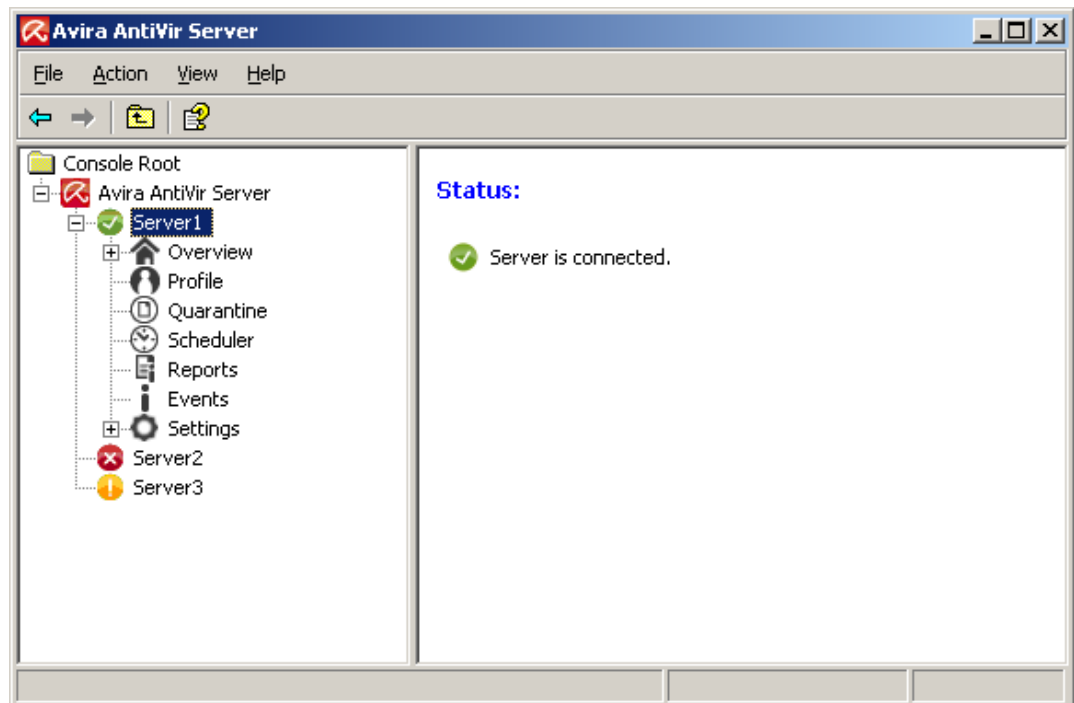 Avira AntiVir Server
File Action View Help
Console Root
Avira AntiVir Server
Server1
Overview
Profile
Quarantine
Scheduler
Reports
Events
Settings
Server2
Server3
Status:
Server is connected.